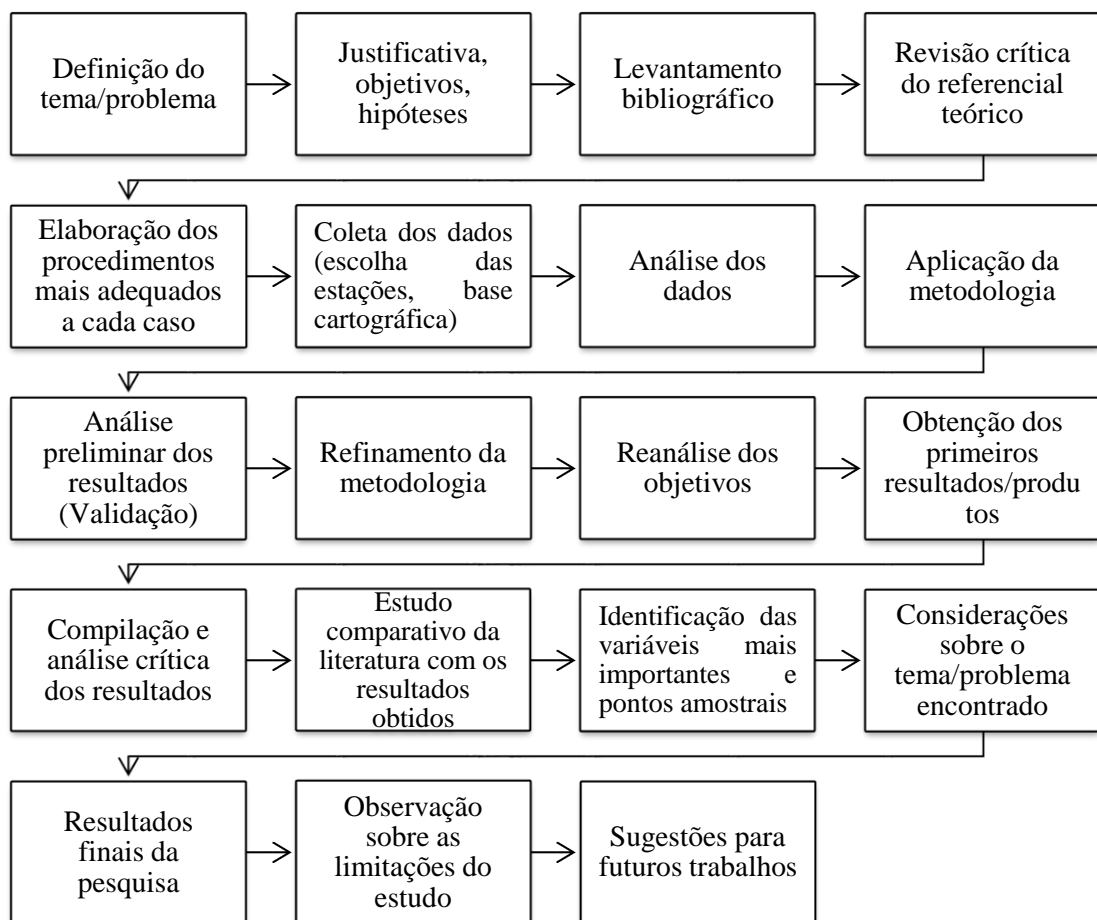 Definição do
tema/problema
Justificativa,
objetivos,
hipóteses
Levantamento
bibliográfico
Revisão crítica
do referencial
teórico
Elaboração dos
procedimentos
mais adequados
a cada caso
Coleta dos dados
(escolha das
estações, base
cartográfica)
Análise dos
dados
Aplicação da
metodologia
Análise
preliminar dos
resultados
(Validação)
Refinamento da
metodologia
Reanálise dos
objetivos
Obtenção dos
primeiros
resultados/produ
tos
Compilação e
análise crítica
dos resultados
Estudo
comparativo da
literatura com os
resultados
obtidos
Identificação das
variáveis mais
importantes e
pontos amostrais
Considerações
sobre o
tema/problema
encontrado
Resultados
finais da
pesquisa
Observação
sobre as
limitações do
estudo
Sugestões para
futuros trabalhos